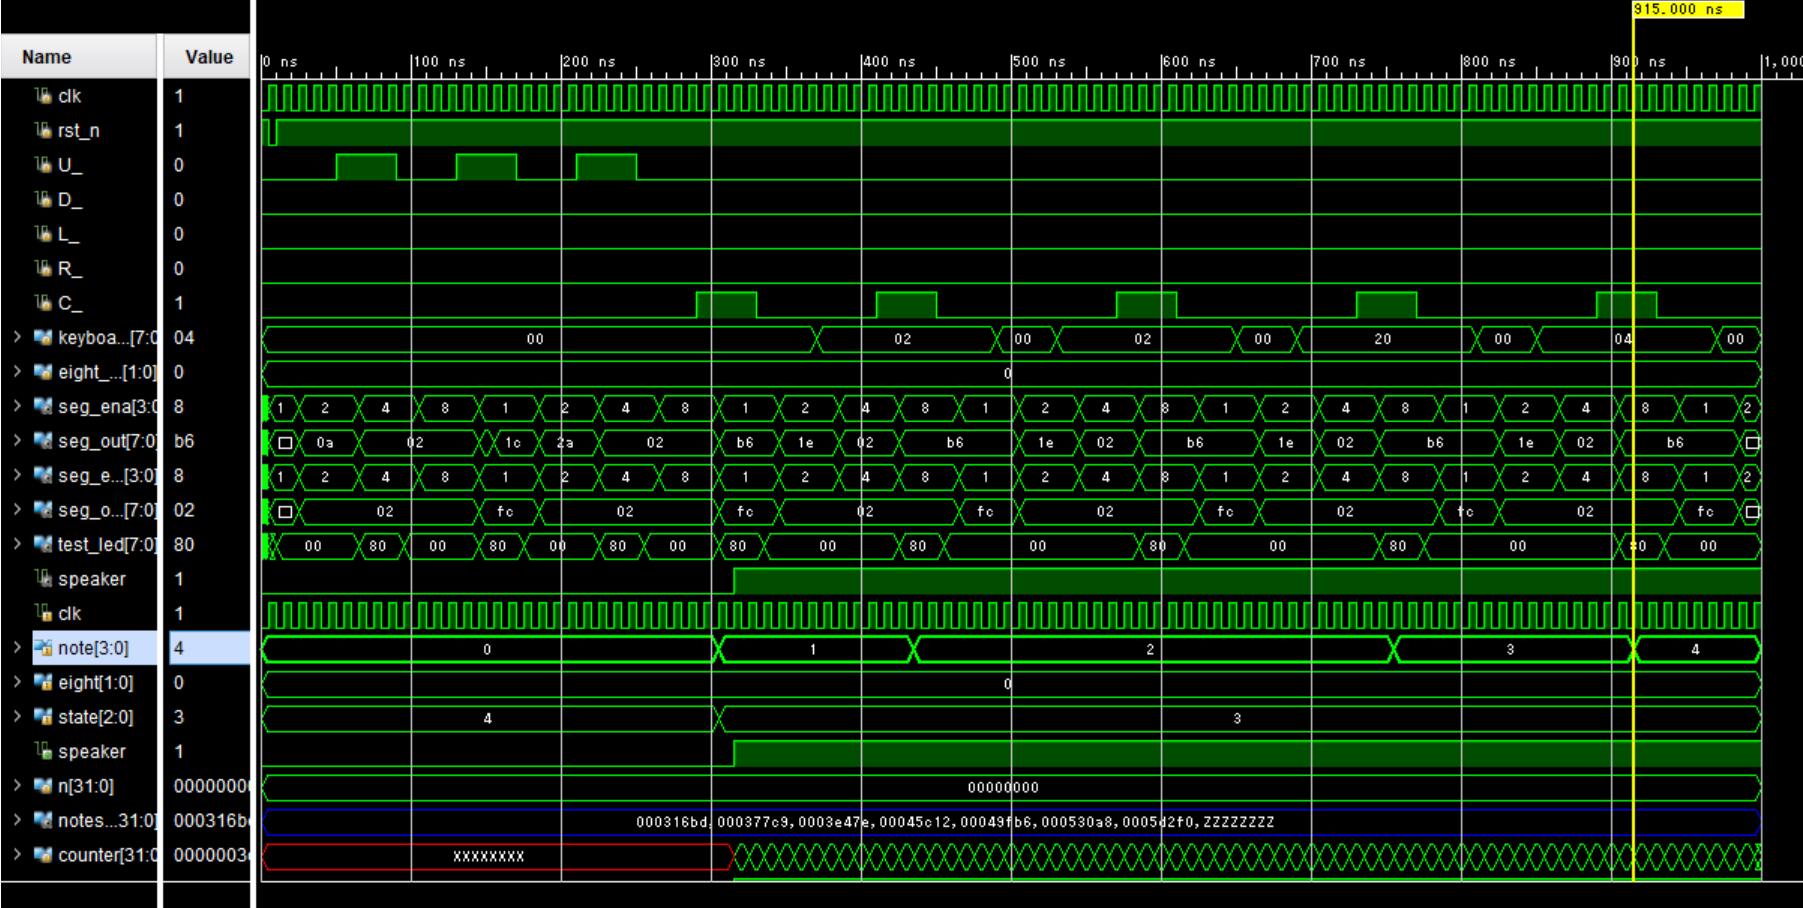 915.000 ns
Name Value 0 ns 100 ns 200 ns 300 ns 400 ns 500 ns 600 ns 700 ns 800 ns 900 ns 1,000
clk 1
rst_n 1
U_ 0
D_ 0
L_ 0
R_ 0
C_ 1
keyboa...[7:0 04 00 02 00 02 00 20 00 04 00
eight_...[1:0] 0 0
seg_ena[3:0 8 1 2 4 8 1 2 4 8 1 2 4 8 1 2 4 8 1 2 4 8 1 2 4 8 1 2
seg_out[7:0] b6 0a 02 1c 2a 02 b6 1e 02 b6 1e 02 b6 1e 02 b6 1e 02 b6
seg_e...[3:0] 8 1 2 4 8 1 2 4 8 1 2 4 8 1 2 4 8 1 2 4 8 1 2 4 8 1 2
seg_o...[7:0] 02 02 fc 02 fc 02 fc 02 fc 02 fc 02 fc
test_led[7:0] 80 00 80 00 80 00 80 00 80 00 80 00 80 00 80 00 80 00
speaker 1
clk 1
note[3:0] 4 0 1 2 3 4
eight[1:0] 0 0
state[2:0] 3 4 3
speaker 1
n[31:0] 00000000 00000000
notes...31:0] 000316b 000316bd,000377c9,0003e47e,00045c12,00049fb6,000530a8,0005d2f0,ZZZZZZZZ
counter[31:0 0000003 XXXXXXXX